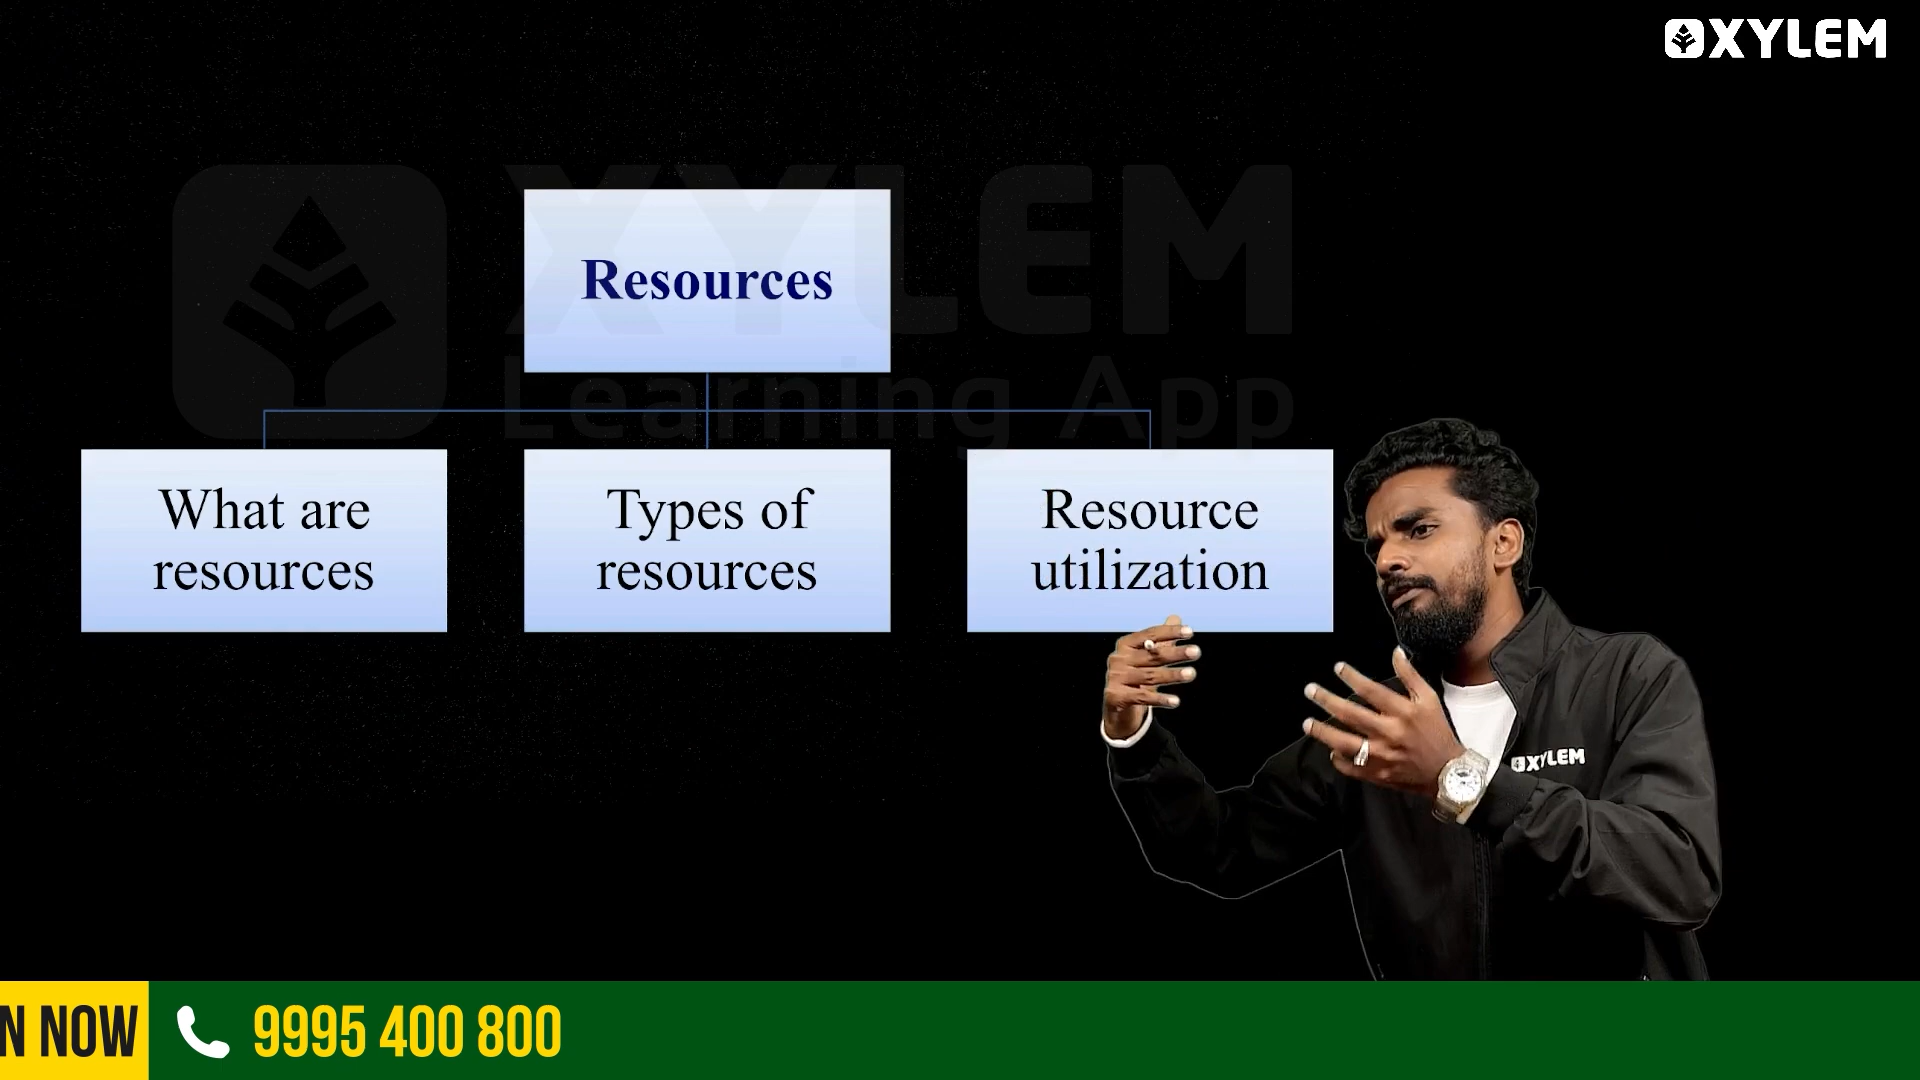 XYLEM
XYLEM
Learning App
Resources
What are
resources
Types of
resources
Resource
utilization
XYLEM
N NOW
9995 400 800